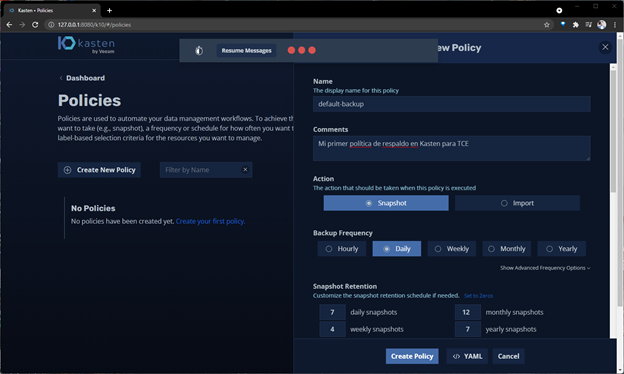 Kasten • Policies
127.0.0.1:8080/k10/#/policies
Kasten
by Veeam
Resume Messages
New Policy
Dashboard
Policies
Policies are used to automate your data management workflows. To achieve th
want to take (e.g., snapshot), a frequency or schedule for how often you want t
label-based selection criteria for the resources you want to manage.
Create New Policy
Filter by Name
No Policies
No policies have been created yet. Create your first policy.
Name
The display name for this policy
default-backup
Comments
Mi primer política de respaldo en Kasten para TCE
Action
The action that should be taken when this policy is executed
Snapshot
Import
Backup Frequency
Hourly
Daily
Weekly
Monthly
Yearly
Show Advanced Frequency Options
Snapshot Retention
Customize the snapshot retention schedule if needed. Set to Zeros
7 daily snapshots
12 monthly snapshots
4 weekly snapshots
7 yearly snapshots
Create Policy
</> YAML
Cancel